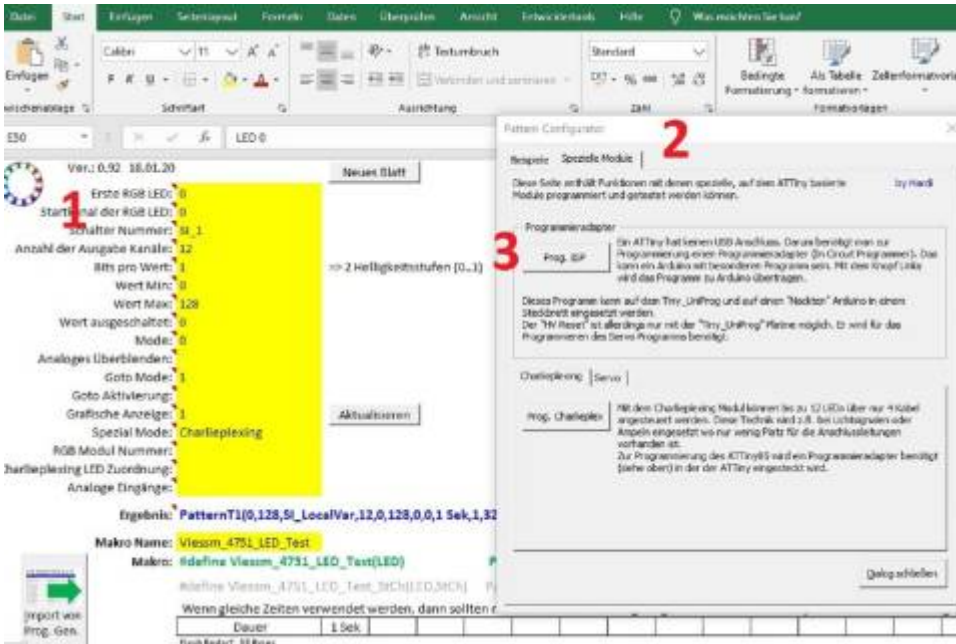 Datei Start Einfügen Seitenlayout Formeln Daten Überprüfen Ansicht Entwicklertools Hilfe Was möchten Sie tun?
Einfügen
Calibri 11 A A
F K U
Textumbruch
Verbinden und zentrieren
Standard
% 000
Bedingte Formatierung
Als Tabelle formatieren
Zellenformatvorla
Schriftart
Ausrichtung
Zahl
Formatvorlagen
E30 fx LED 0
Ver.: 0.92 18.01.20
Neues Blatt
1
Erste RGB LED: 0
Startkanal der RGB LED: 0
Schalter Nummer: SI_1
Anzahl der Ausgabe Kanäle: 12
Bits pro Wert: 1 => 2 Helligkeitsstufen (0..1)
Wert Min: 0
Wert Max: 128
Wert ausgeschaltet: 0
Mode: 0
Analoges Überblenden:
Goto Mode: 1
Goto Aktivierung:
Grafische Anzeige: 1
Aktualisieren
Spezial Mode: Charlieplexing
RGB Modul Nummer:
harlieplexing LED Zuordnung:
Analoge Eingänge:
Ergebnis: PatternT1(0,128,SI_LocalVar,12,0,128,0,0,1 Sek,1,32
Makro Name: Viessm_4751_LED_Test
Makro: #define Viessm_4751_LED_Test(LED) P
#define Viessm_4751_LED_Test_StCh(LED,StCh)
Wenn gleiche Zeiten verwendet werden, dann sollten
Import von
Prog. Gen.
Dauer 1 Sek
Pattern Configurator
2
Beispiele Spezielle Module
Diese Seite enthält Funktionen mit denen spezielle, auf dem ATTiny basierte
Module programmiert und getestet werden können.
by Hardi
Programmieradapter
3
Prog. ISP
Ein ATTiny hat keinen USB Anschluss. Darum benötigt man zur
Programmierung einen Programmieradapter (In Circuit Programmer). Das
kann ein Arduino mit besonderen Programm sein. Mit dem Knopf Links
wird das Programm zu Arduino übertragen.
Dieses Programm kann auf dem Tiny_UniProg und auf einen "Nackten" Arduino in einem
Steckbrett eingesetzt werden.
Der "HV Reset" ist allerdings nur mit der "Tiny_UniProg" Platine möglich. Er wird für das
Programmieren des Servo Programms benötigt.
Charlieplexing Servo
Prog. Charlieplex
Mit dem Charlieplexing Modul können bis zu 12 LEDs über nur 4 Kabel
angesteuert werden. Diese Technik wird z.B. bei Lichtsignalen oder
Ampeln eingesetzt wo nur wenig Platz für die Anschlussleitungen
vorhanden ist.
Zur Programmierung des ATTiny85 wird ein Programmieradapter benötigt
(siehe oben) in der der ATTiny eingesteckt wird.
Dialog schließen